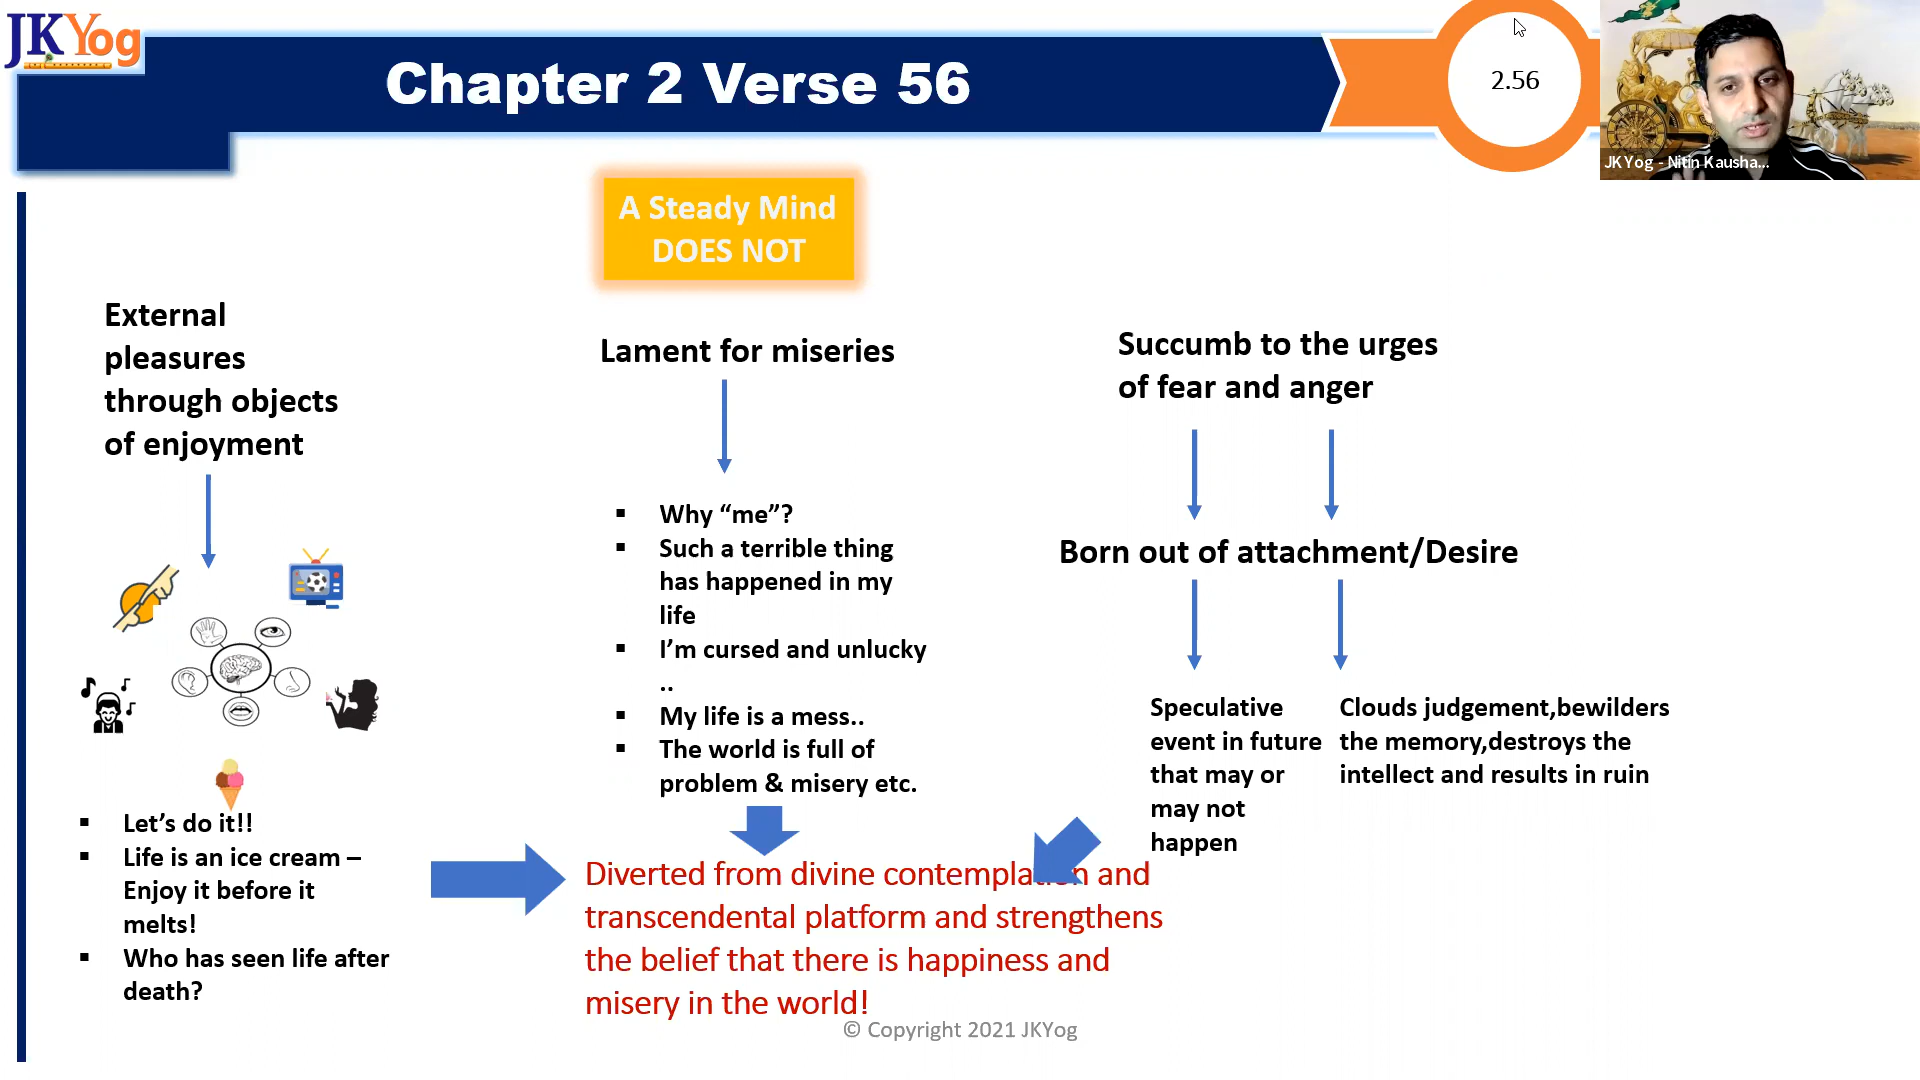 JKYog
Chapter 2 Verse 56
2.56
JKYog - Nitin Kausha...
A Steady Mind
DOES NOT
External
pleasures
through objects
of enjoyment
▪ Let’s do it!!
▪ Life is an ice cream –
Enjoy it before it
melts!
▪ Who has seen life after
death?
Lament for miseries
▪ Why “me”?
▪ Such a terrible thing
has happened in my
life
▪ I’m cursed and unlucky
..
▪ My life is a mess..
▪ The world is full of
problem & misery etc.
Succumb to the urges
of fear and anger
Born out of attachment/Desire
Speculative
event in future
that may or
may not
happen
Clouds judgement,bewilders
the memory,destroys the
intellect and results in ruin
Diverted from divine contemplation and
transcendental platform and strengthens
the belief that there is happiness and
misery in the world!
© Copyright 2021 JKYog